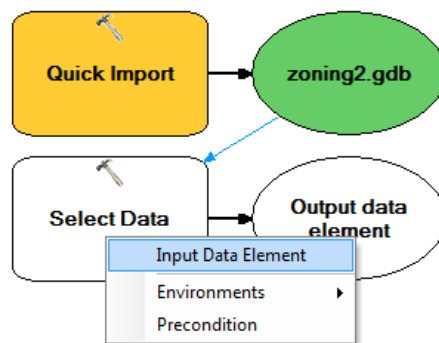 Quick Import
zoning2.gdb
Select Data
Output data
element
Input Data Element
Environments
Precondition